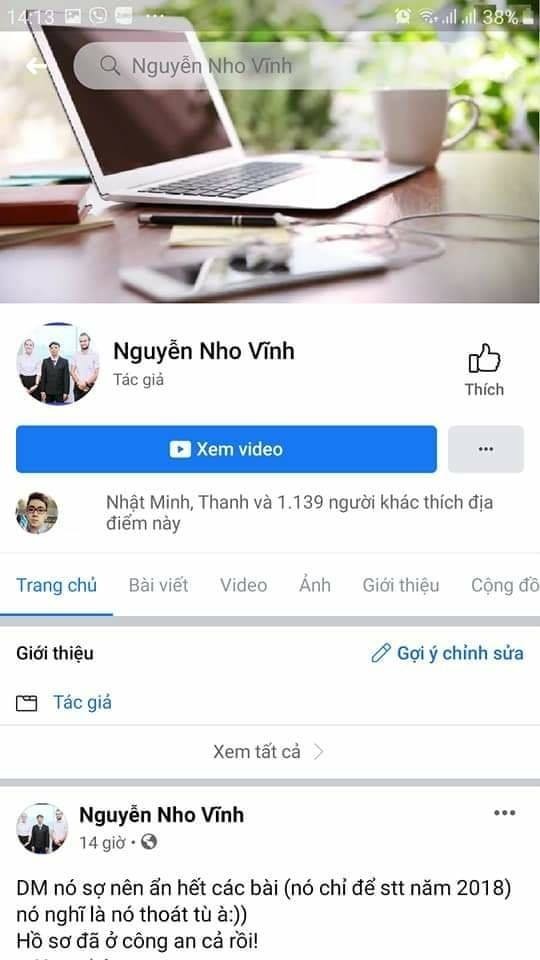 14:13
38%
Nguyễn Nho Vĩnh
Nguyễn Nho Vĩnh
Tác giả
Thích
Xem video
Nhật Minh, Thanh và 1.139 người khác thích địa
điểm này
Trang chủ Bài viết Video Ảnh Giới thiệu Cộng đồ
Giới thiệu
Gợi ý chỉnh sửa
Tác giả
Xem tất cả
Nguyễn Nho Vĩnh
14 giờ
DM nó sợ nên ẩn hết các bài (nó chỉ để stt năm 2018)
nó nghĩ là nó thoát tù à:))
Hồ sơ đã ở công an cả rồi!